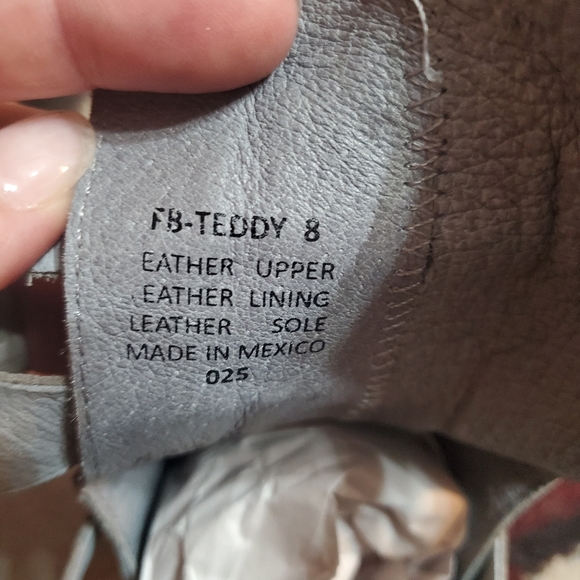 FB-TEDDY 8
EATHER UPPER
EATHER LINING
LEATHER SOLE
MADE IN MEXICO
025